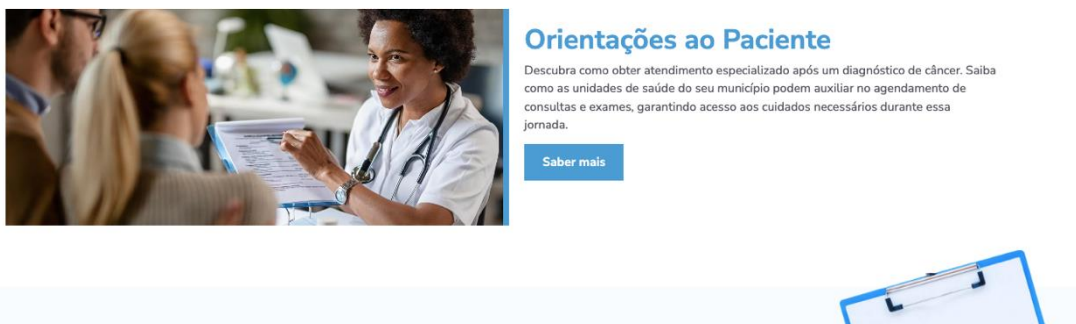 Orientações ao Paciente
Descubra como obter atendimento especializado após um diagnóstico de câncer. Saiba
como as unidades de saúde do seu município podem auxiliar no agendamento de
consultas e exames, garantindo acesso aos cuidados necessários durante essa
jornada.
Saber mais